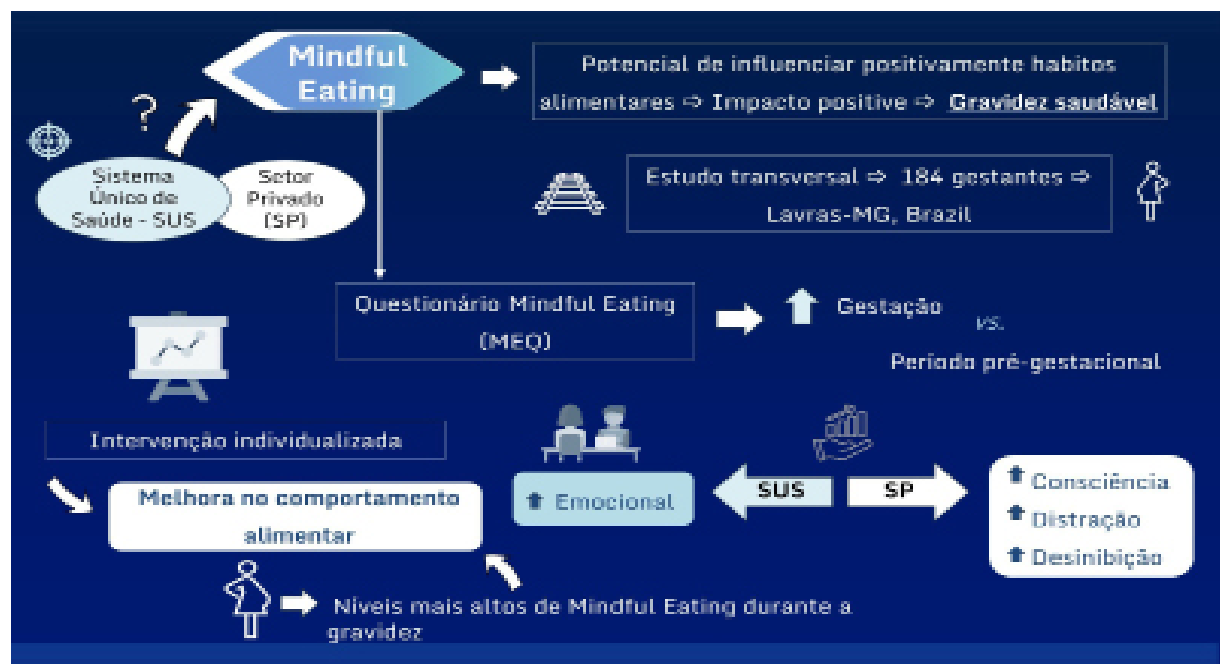 Mindful
Eating
Potencial de influenciar positivamente habitos
alimentares ⇨ Impacto positive ⇨ Gravidez saudável
?
Sistema
Único de
Saúde - SUS
Setor
Privado
(SP)
Estudo transversal ⇨ 184 gestantes ⇨
Lavras-MG, Brazil
Questionário Mindful Eating
(MEQ)
Gestação
vs.
Período pré-gestacional
Intervenção individualizada
Melhora no comportamento
alimentar
Emocional
SUS
SP
Consciência
Distração
Desinibição
Níveis mais altos de Mindful Eating durante a
gravidez